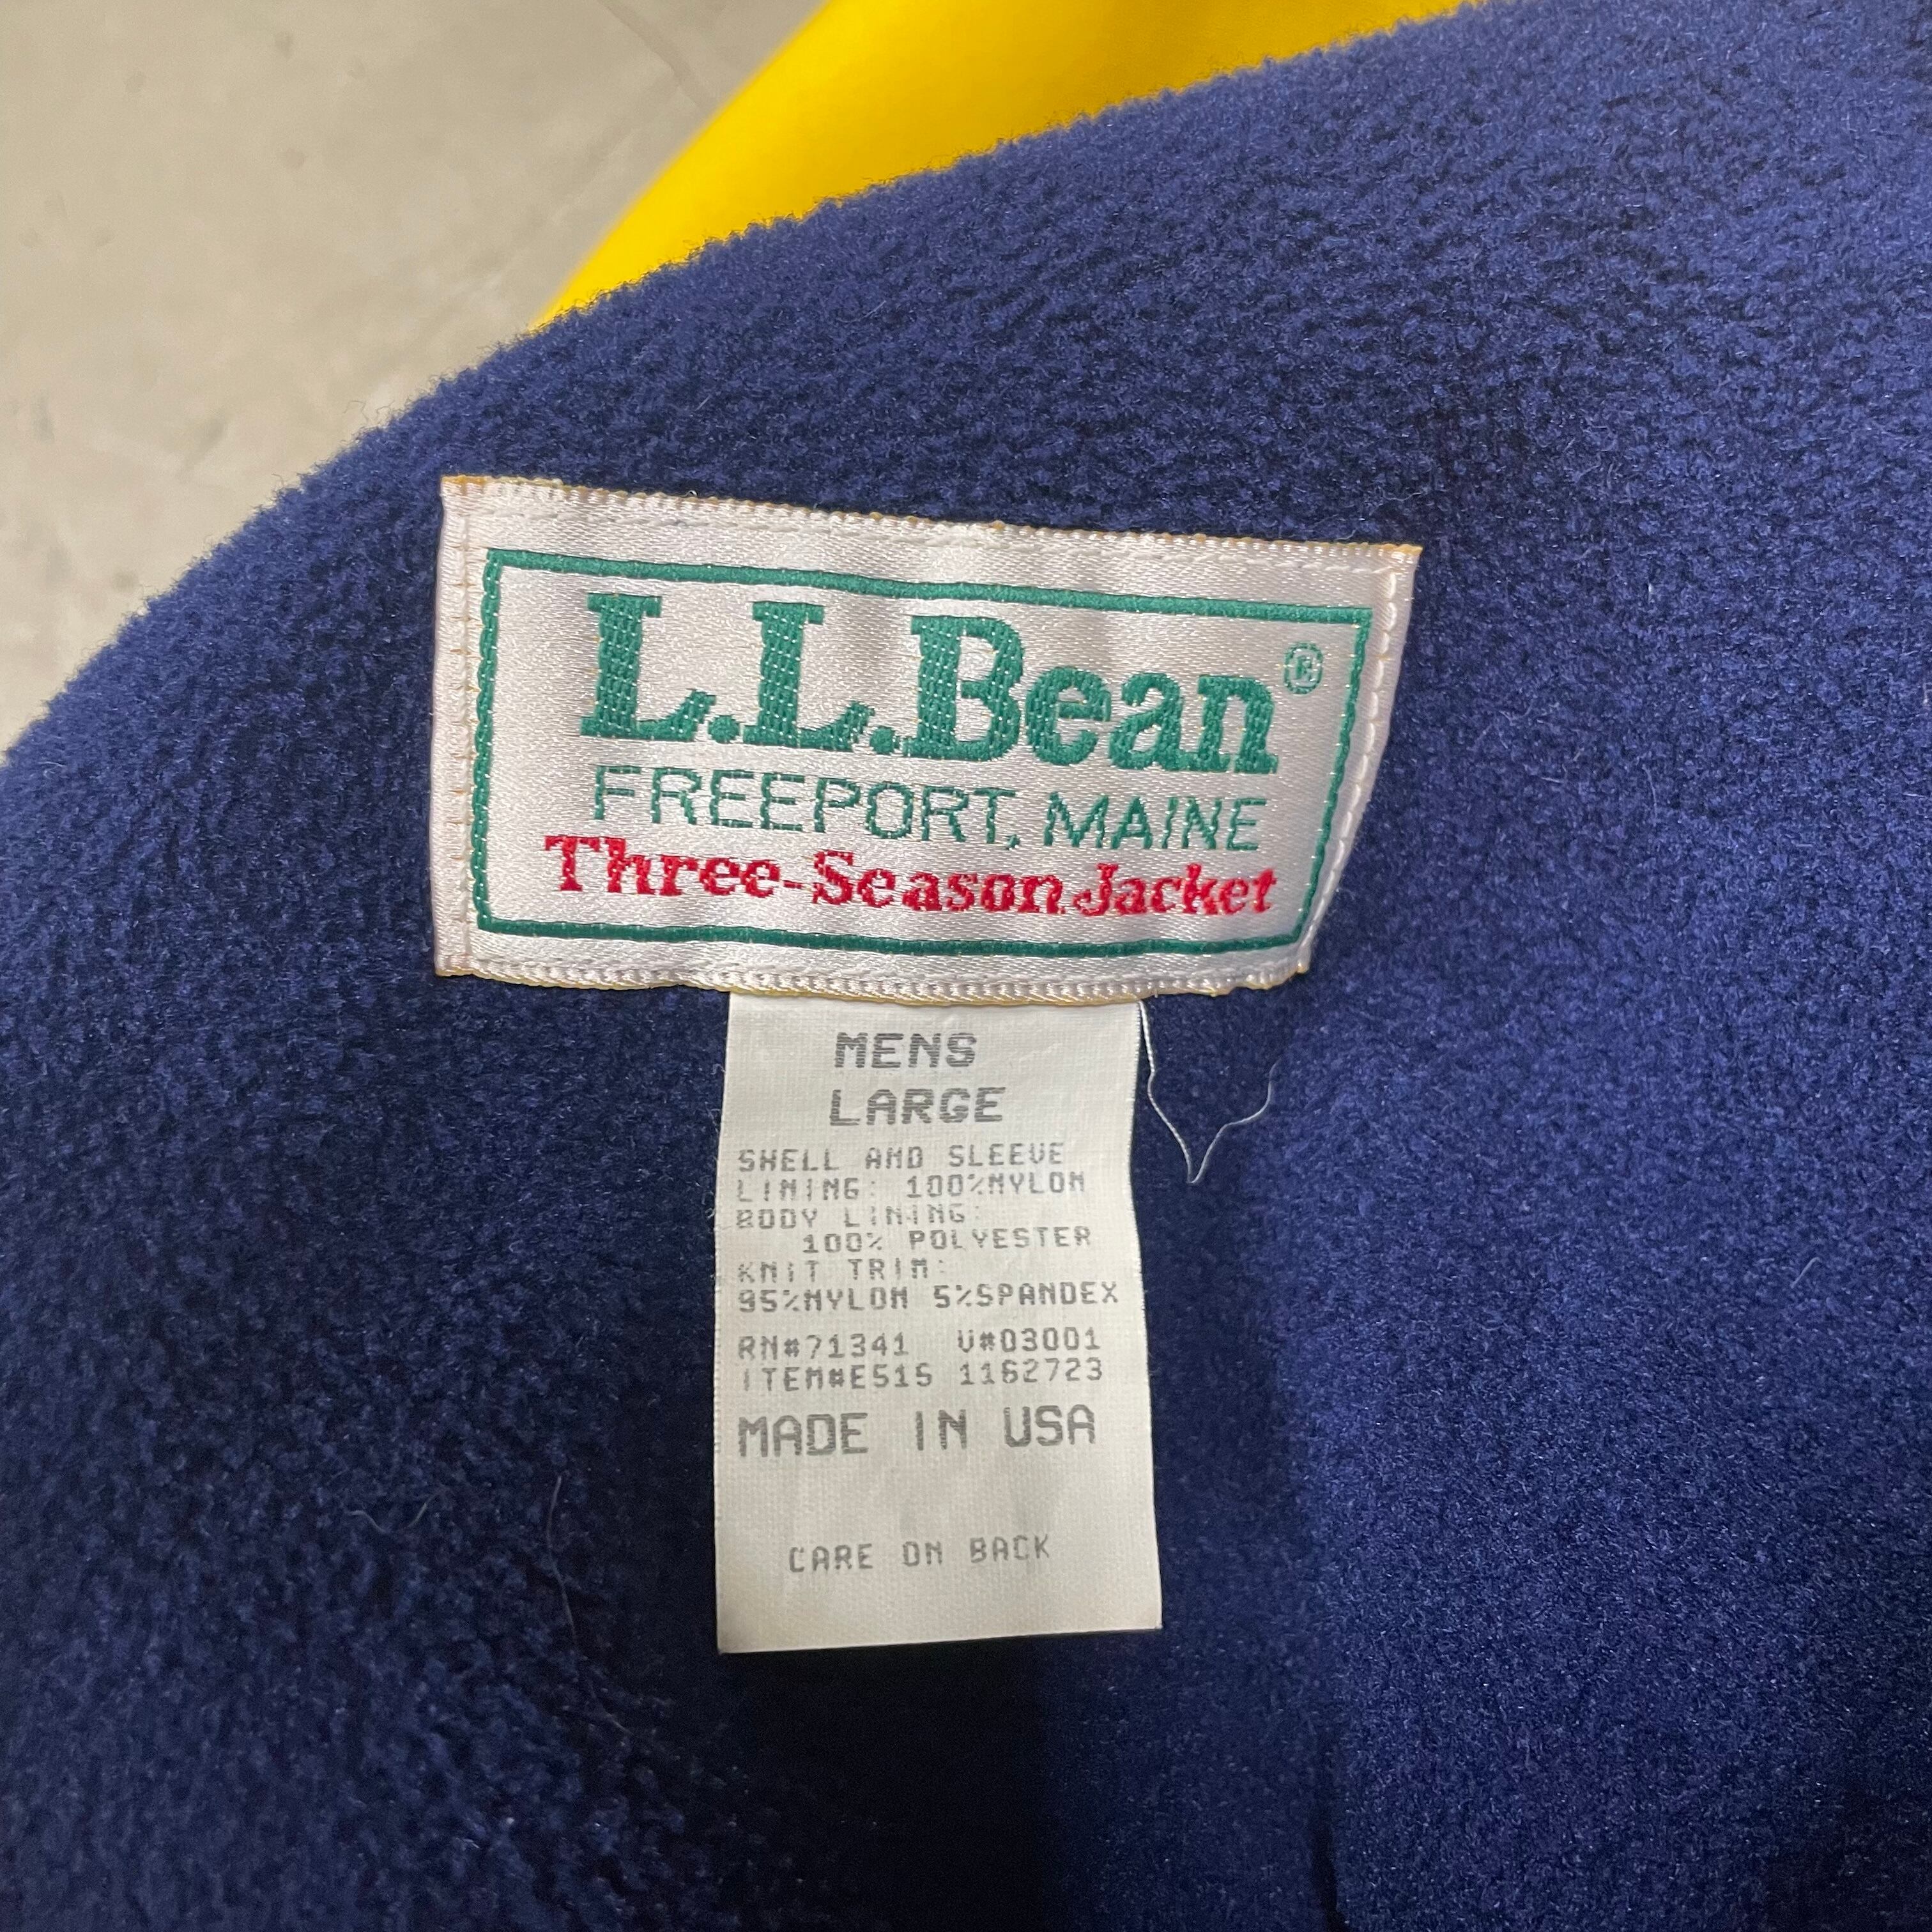 L.L.Bean®
FREEPORT, MAINE
Three-Season Jacket
MENS
LARGE
SHELL AND SLEEVE
LINING: 100%NYLON
BODY LINING:
100% POLYESTER
KNIT TRIM:
95%NYLON 5%SPANDEX
RN#71341 V#03001
ITEM#E515 1162723
MADE IN USA
CARE ON BACK